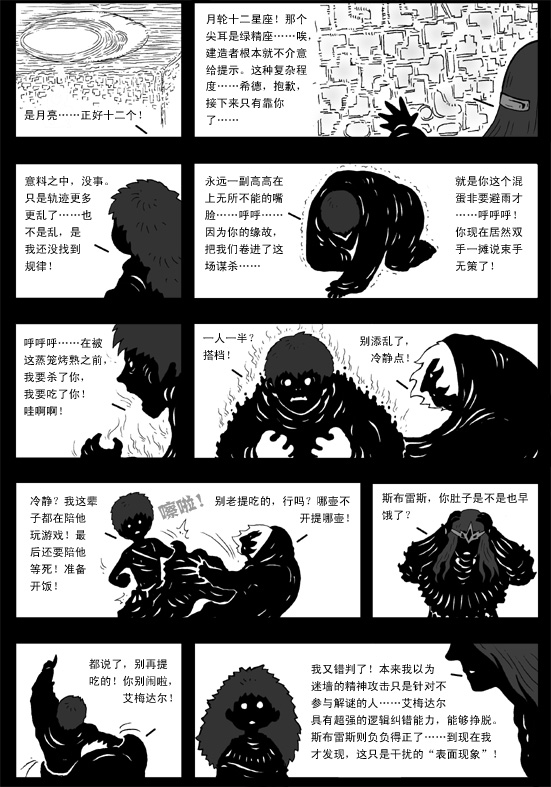 是月亮……正好十二个！
月轮十二星座！那个
尖耳是绿精座……唉，
建造者根本就不介意
给提示。这种复杂程
度……希德，抱歉，
接下来只有靠你
了……
意料之中，没事。
只是轨迹更多
更乱了……也
不是乱，是
我还没找到
规律！
永远一副高高在
上无所不能的嘴
脸……呼呼……
因为你的缘故，
把我们卷进了这
场谋杀……
就是你这个混
蛋非要避雨才
……呼呼呼！
你现在居然双
手一摊说束手
无策了！
呼呼呼……在被
这蒸笼烤熟之前，
我要杀了你，
我要吃了你！
哇啊啊！
一人一半？
搭档！
别添乱了，
冷静点！
冷静？我这辈
子都在陪他
玩游戏！最
后还要陪他
等死！准备
开饭！
嚓啦！
别老提吃的，行吗？哪壶不
开提哪壶！
斯布雷斯，你肚子是不是也早
饿了？
都说了，别再提
吃的！你别闹啦，
艾梅达尔！
我又错判了！本来我以为
迷墙的精神攻击只是针对不
参与解谜的人……艾梅达尔
具有超强的逻辑纠错能力，能够挣脱。
斯布雷斯则负负得正了……到现在我
才发现，这只是干扰的“表面现象”！